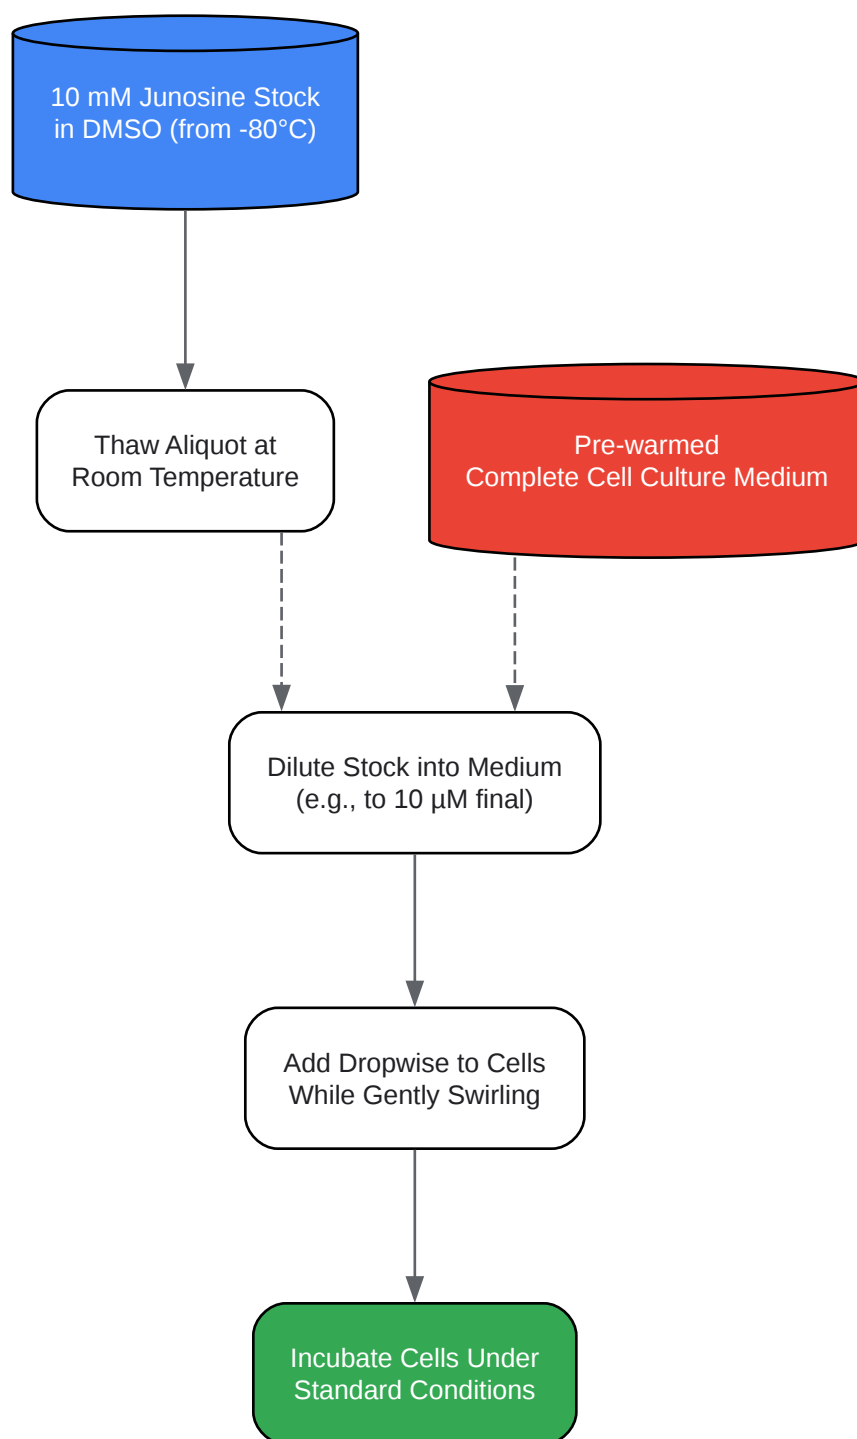 10 mM Junosine Stock
in DMSO (from -80°C)
Thaw Aliquot at
Room Temperature
Pre-warmed
Complete Cell Culture Medium
Dilute Stock into Medium
(e.g., to 10 µM final)
Add Dropwise to Cells
While Gently Swirling
Incubate Cells Under
Standard Conditions